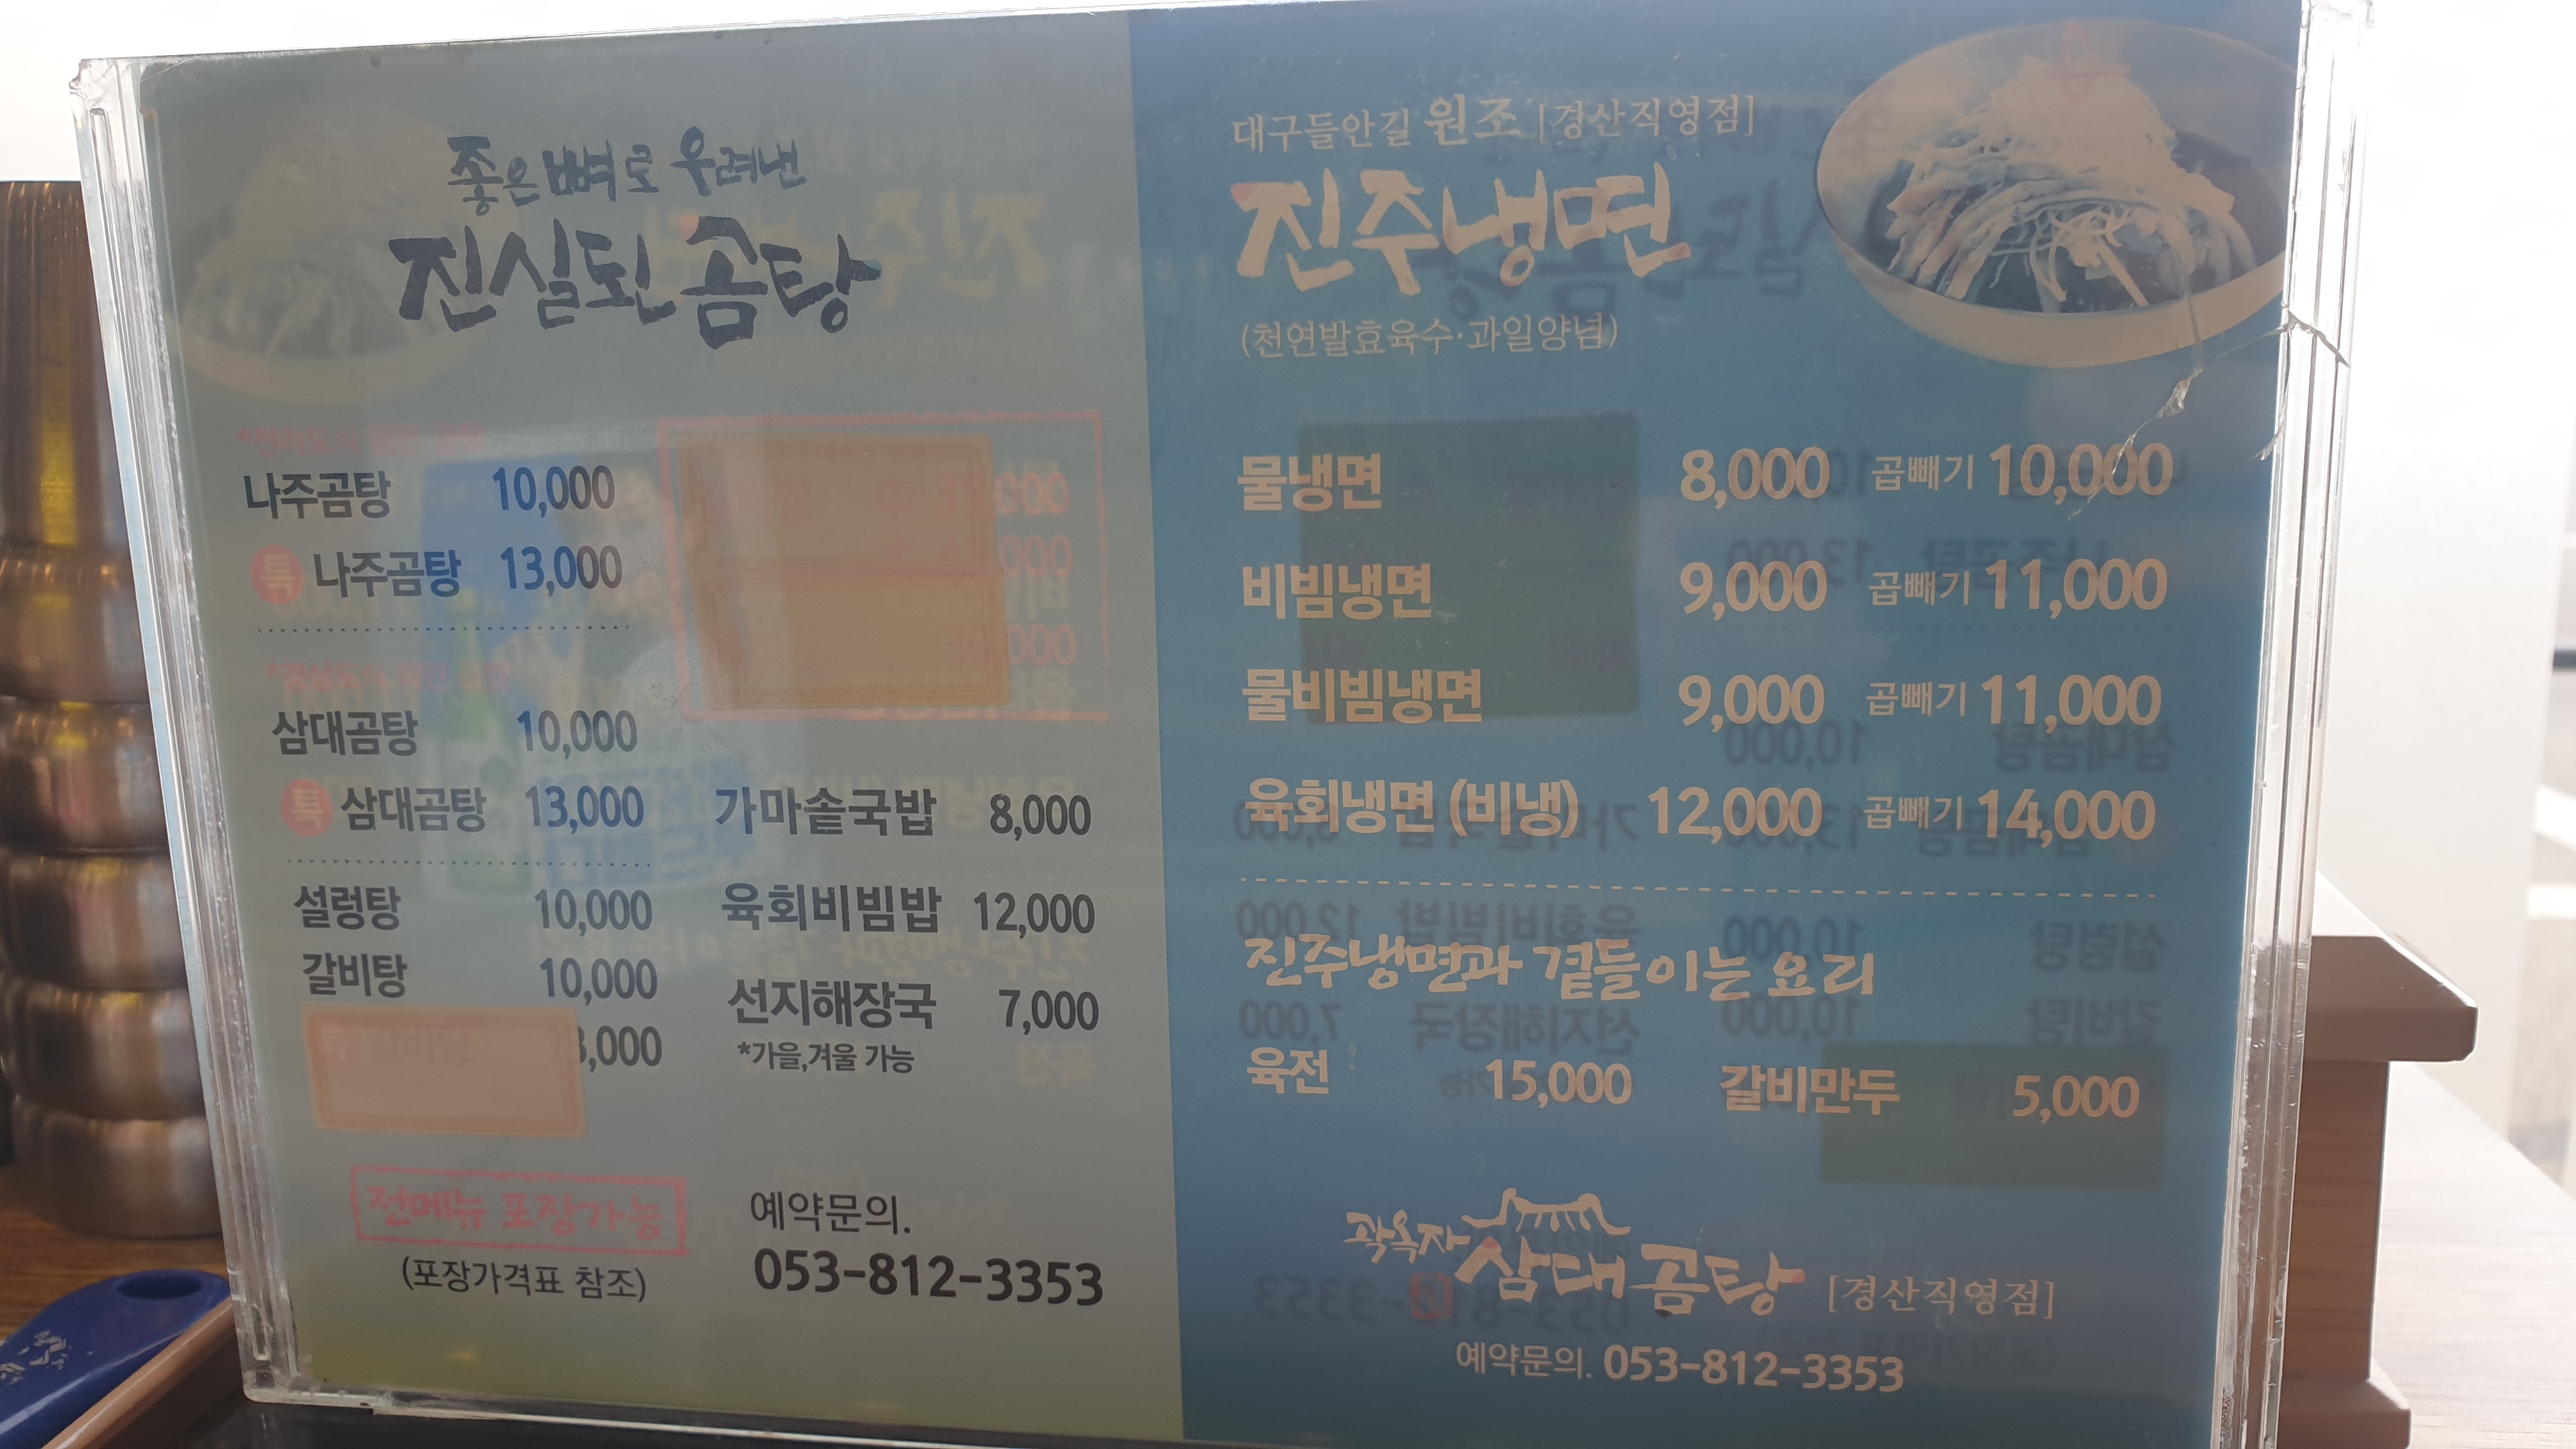 좋은 뼈로 우려낸
진실된 곰탕
나주곰탕 10,000
특 나주곰탕 13,000
삼대곰탕 10,000
특 삼대곰탕 13,000
설렁탕 10,000
갈비탕 10,000
3,000
가마솥국밥 8,000
육회비빔밥 12,000
선지해장국 7,000
*가을,겨울 가능
전메뉴 포장가능
(포장가격표 참조)
예약문의.
053-812-3353
대구들안길 원조 [경산직영점]
진주냉면
(천연발효육수·과일양념)
물냉면 8,000 곱빼기 10,000
비빔냉면 9,000 곱빼기 11,000
물비빔냉면 9,000 곱빼기 11,000
육회냉면 (비냉) 12,000 곱빼기 14,000
진주냉면과 곁들이는 요리
육전 15,000 갈비만두 5,000
곽옥자 삼대곰탕 [경산직영점]
예약문의. 053-812-3353